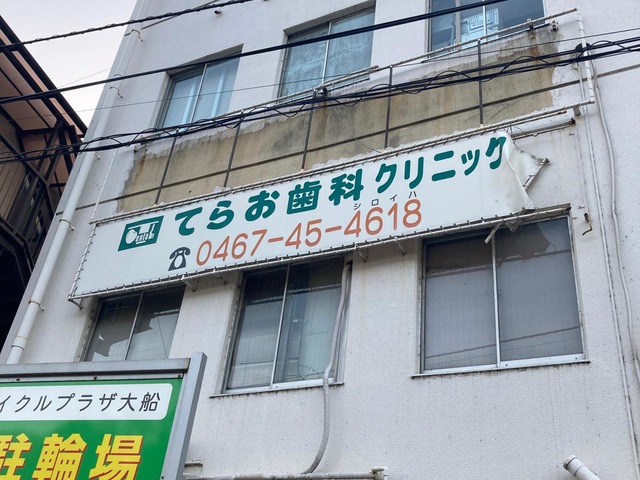 てらお歯科クリニック
シロイハ
☎0467-45-4618
イクルプラザ大船
駐輪場